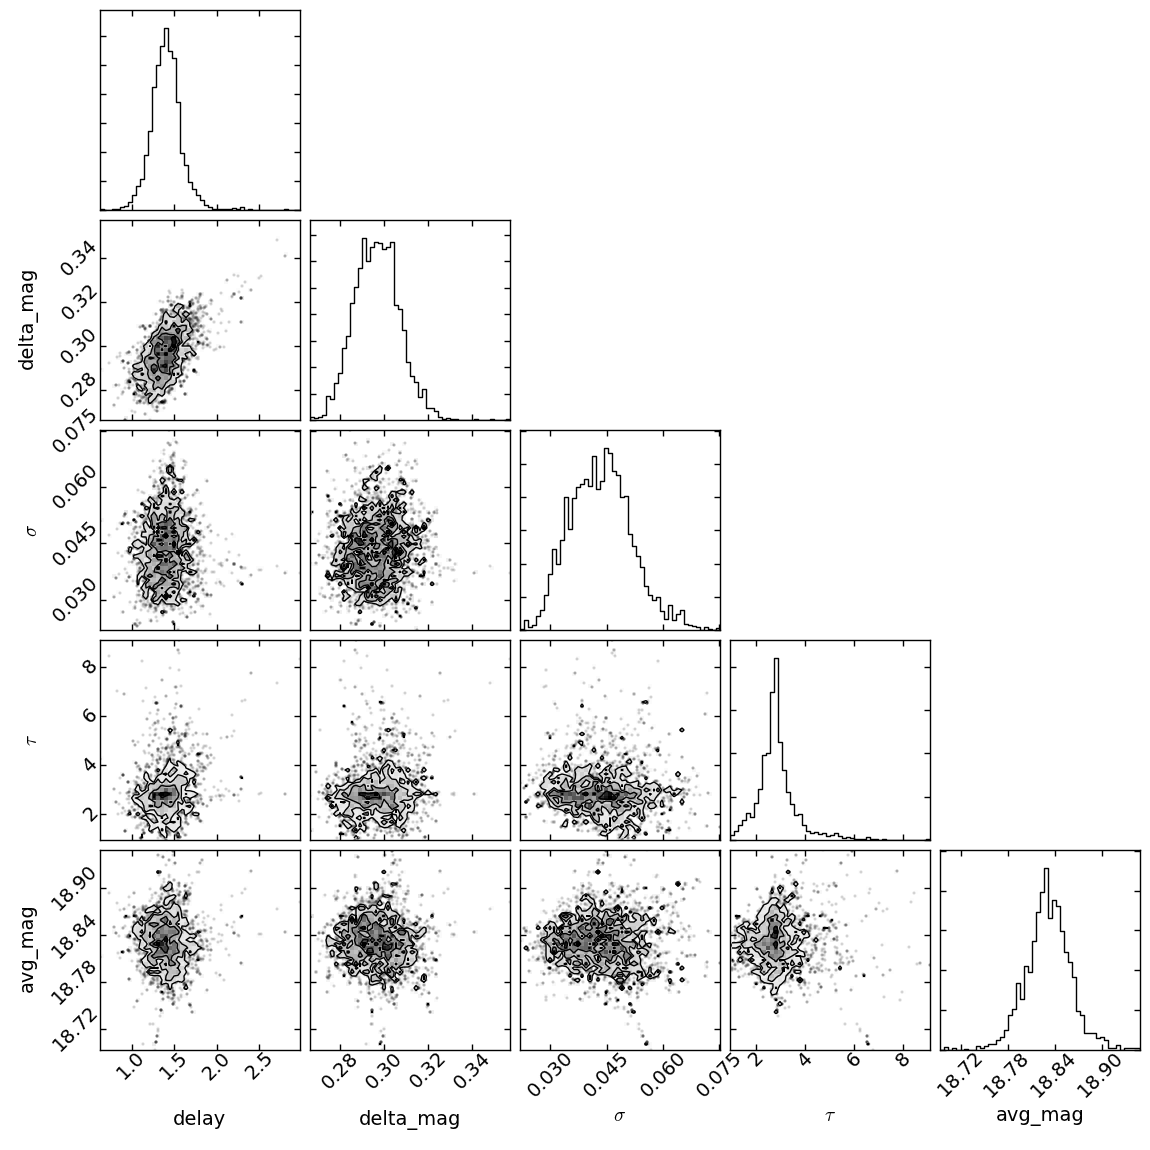 0.34
0.32
0.30
0.28
delta_mag
0.075
0.060
0.045
0.030
σ
8
6
4
2
τ
18.90
18.84
18.78
18.72
avg_mag
1.0 1.5 2.0 2.5
0.28 0.30 0.32 0.34
0.030 0.045 0.060 0.075
2 4 6 8
18.72 18.78 18.84 18.90
delay delta_mag σ τ avg_mag